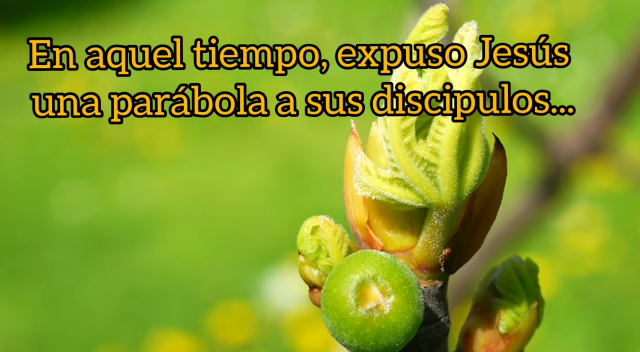 En aquel tiempo, expuso Jesús
una parábola a sus discipulos...